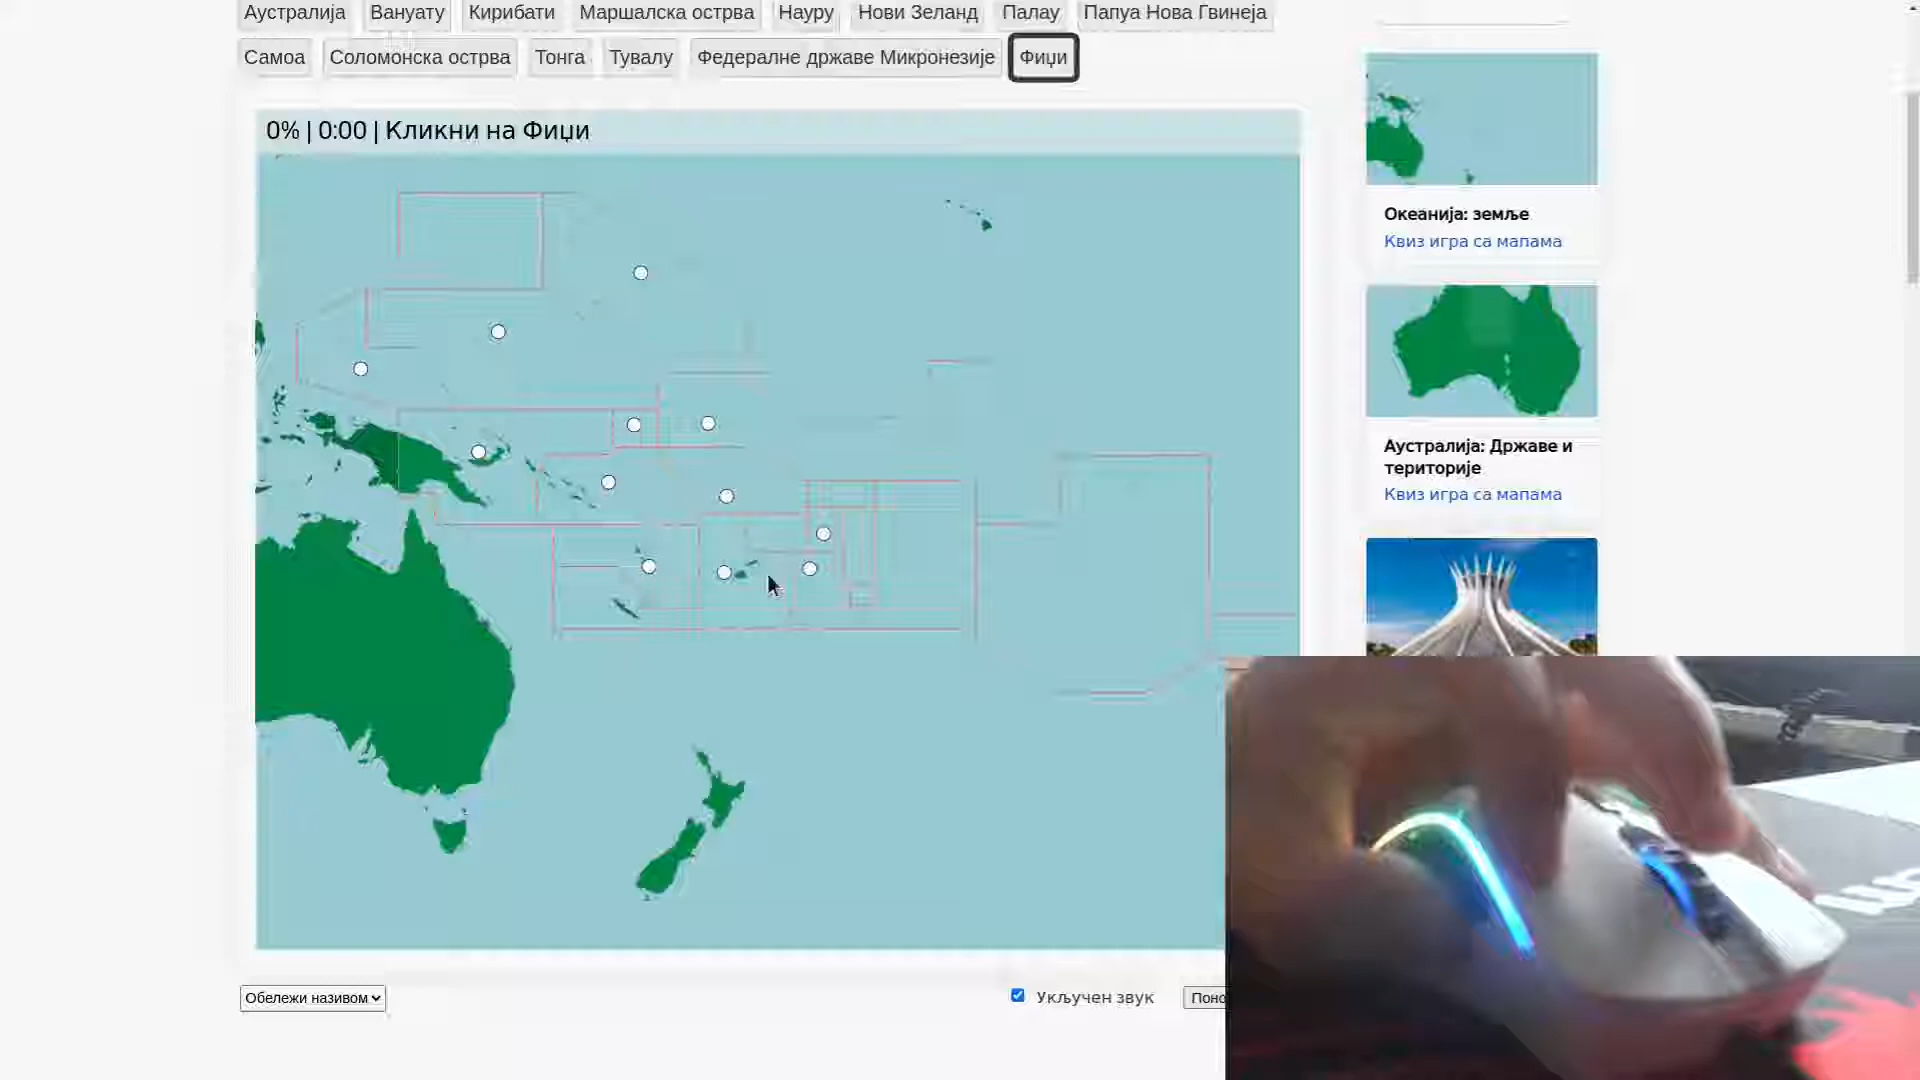 Аустралија Вануату Кирибати Маршалска острва Науру Нови Зеланд Палау Папуа Нова Гвинеја
Самоа Соломонска острва Тонга Тувалу Федералне државе Микронезије Фиџи
0% | 0:00 | Кликни на Фиџи
Океанија: земље
Квиз игра са мапама
Аустралија: Државе и
територије
Квиз игра са мапама
Обележи називом
Укључен звук